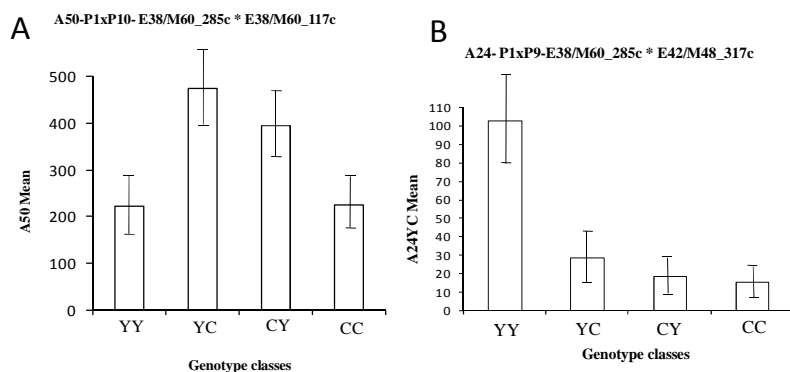 A
A50-P1xP10- E38/M60_285c * E38/M60_117c
A50 Mean
500
400
300
200
100
0
YY YC CY CC
Genotype classes
B
A24- P1xP9-E38/M60_285c * E42/M48_317c
A24YC Mean
110
100
90
80
70
60
50
40
30
20
10
YY YC CY CC
Genotype classes